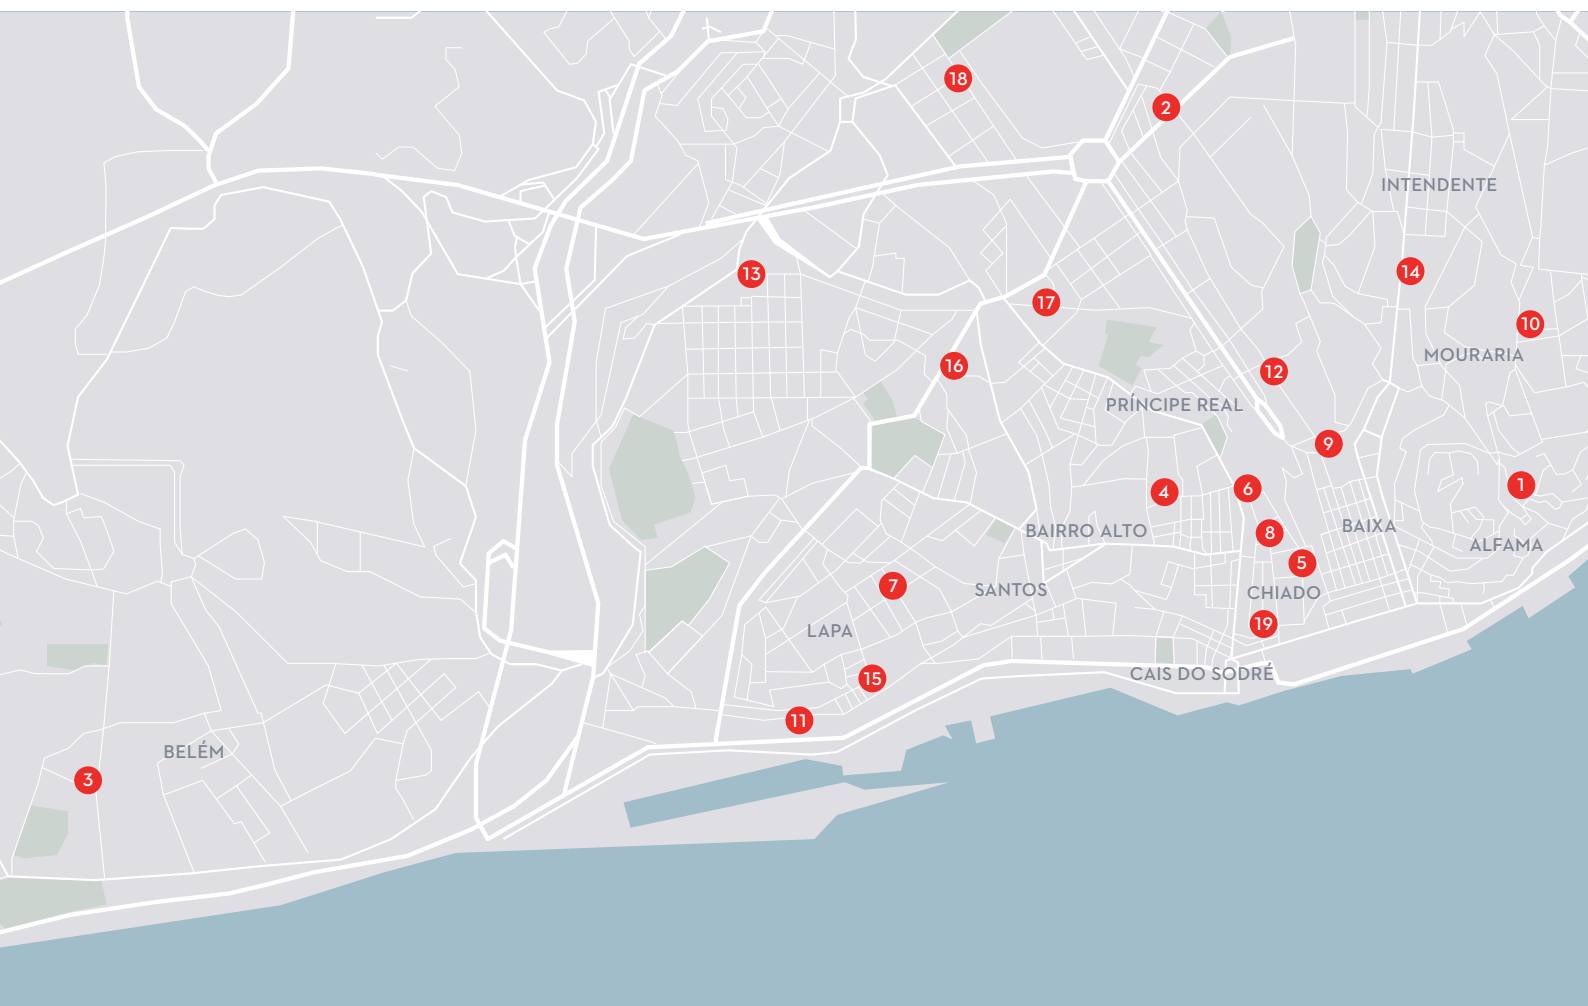 18
2
INTENDENTE
13
14
17
10
MOURARIA
16
12
PRÍNCIPE REAL
9
4
6
1
BAIRRO ALTO
8
BAIXA
ALFAMA
5
7
SANTOS
CHIADO
LAPA
19
15
CAIS DO SODRÉ
11
BELÉM
3